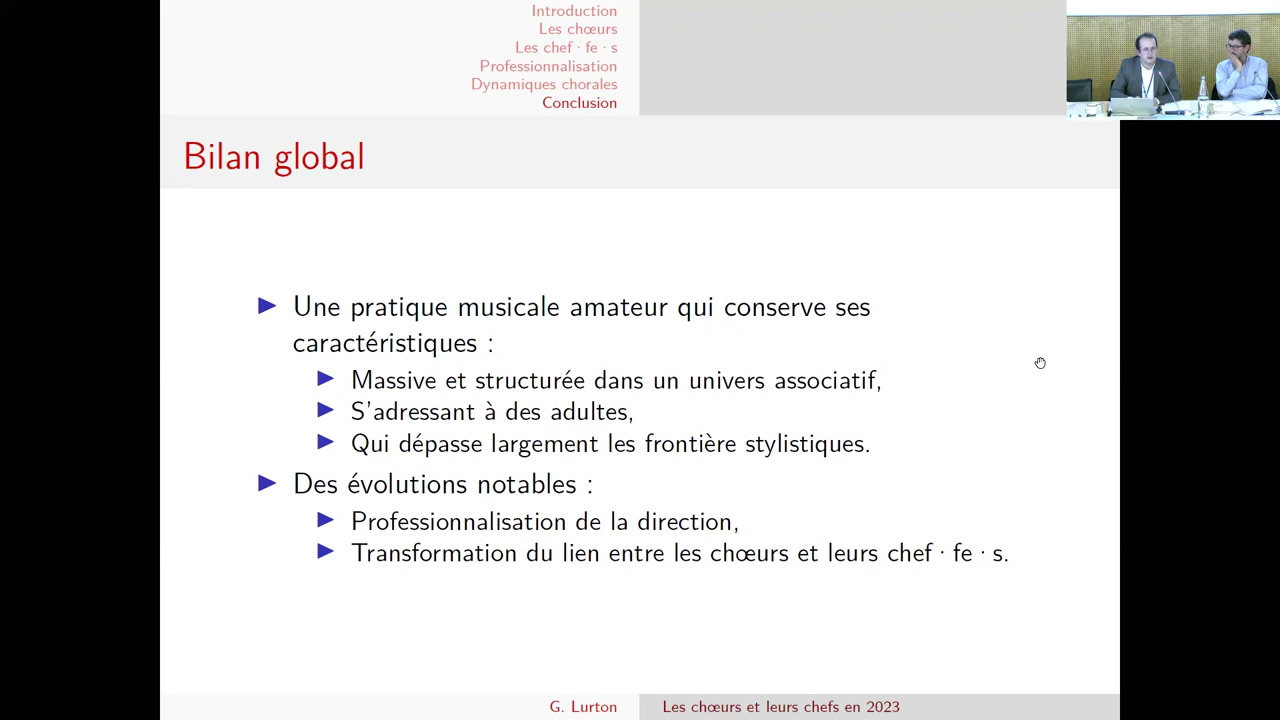 Introduction
Les chœurs
Les chef·fe·s
Professionnalisation
Dynamiques chorales
Conclusion
Bilan global
Une pratique musicale amateur qui conserve ses
caractéristiques :
Massive et structurée dans un univers associatif,
S'adressant à des adultes,
Qui dépasse largement les frontière stylistiques.
Des évolutions notables :
Professionnalisation de la direction,
Transformation du lien entre les chœurs et leurs chef·fe·s.
G. Lurton
Les chœurs et leurs chefs en 2023